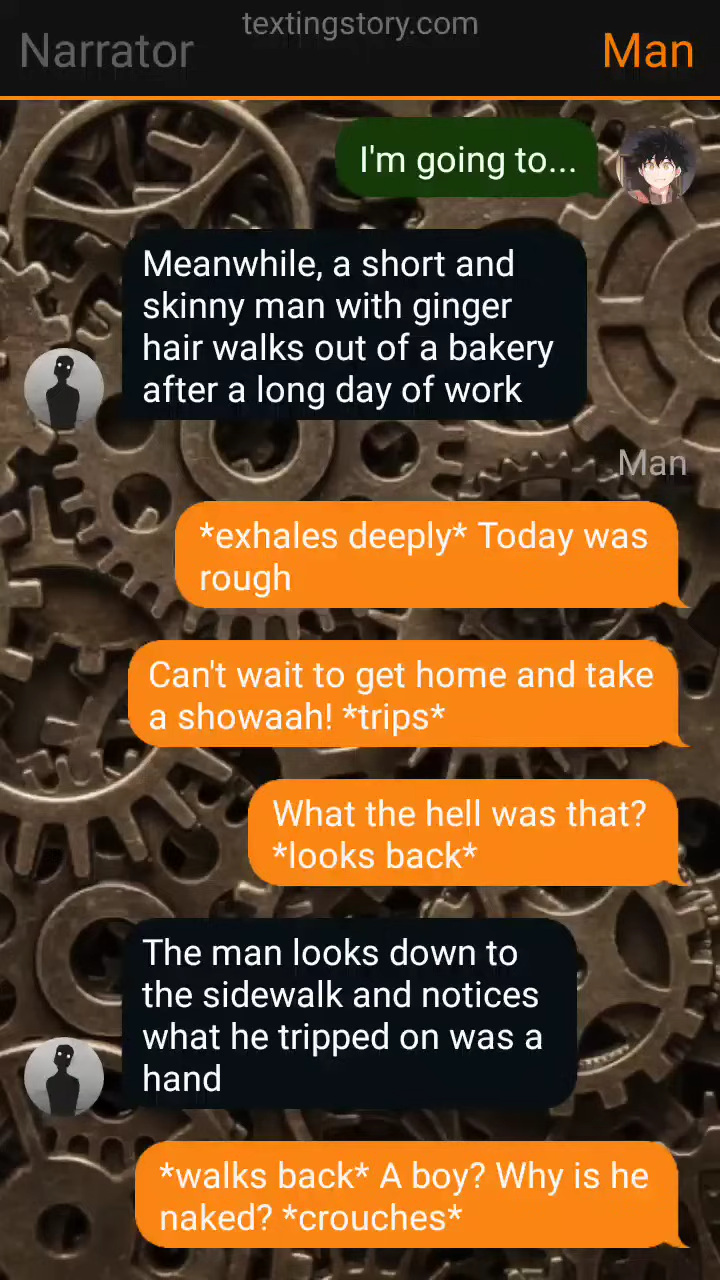 textingstory.com
Narrator
Man
I'm going to...
Meanwhile, a short and
skinny man with ginger
hair walks out of a bakery
after a long day of work
Man
*exhales deeply* Today was
rough
Can't wait to get home and take
a showaah! *trips*
What the hell was that?
*looks back*
The man looks down to
the sidewalk and notices
what he tripped on was a
hand
*walks back* A boy? Why is he
naked? *crouches*